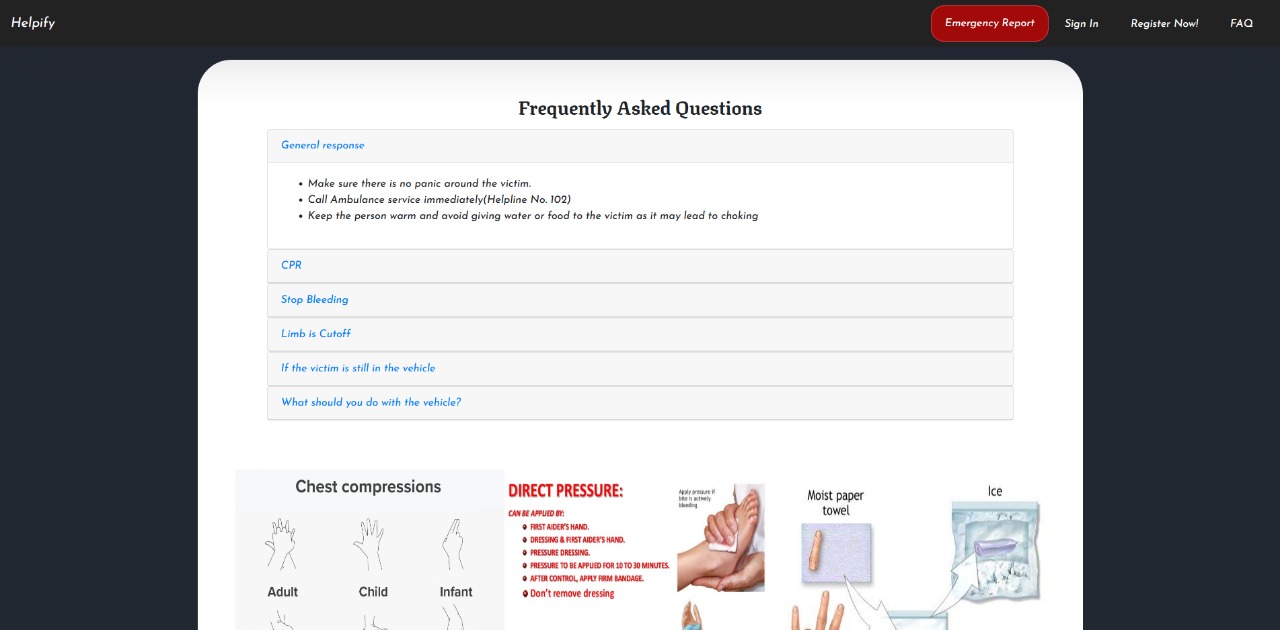 Helpify
Emergency Report
Sign In
Register Now!
FAQ
Frequently Asked Questions
General response
Make sure there is no panic around the victim.
Call Ambulance service immediately(Helpline No. 102)
Keep the person warm and avoid giving water or food to the victim as it may lead to choking
CPR
Stop Bleeding
Limb is Cutoff
If the victim is still in the vehicle
What should you do with the vehicle?
Chest compressions
Adult
Child
Infant
DIRECT PRESSURE:
CAN BE APPLIED BY:
FIRST AIDER'S HAND.
DRESSING & FIRST AIDER'S HAND.
PRESSURE DRESSING.
PRESSURE TO BE APPLIED FOR 10 TO 30 MINUTES.
AFTER CONTROL, APPLY FIRM BANDAGE.
Don't remove dressing
Apply pressure if
bite is actively
bleeding
Moist paper
towel
Ice